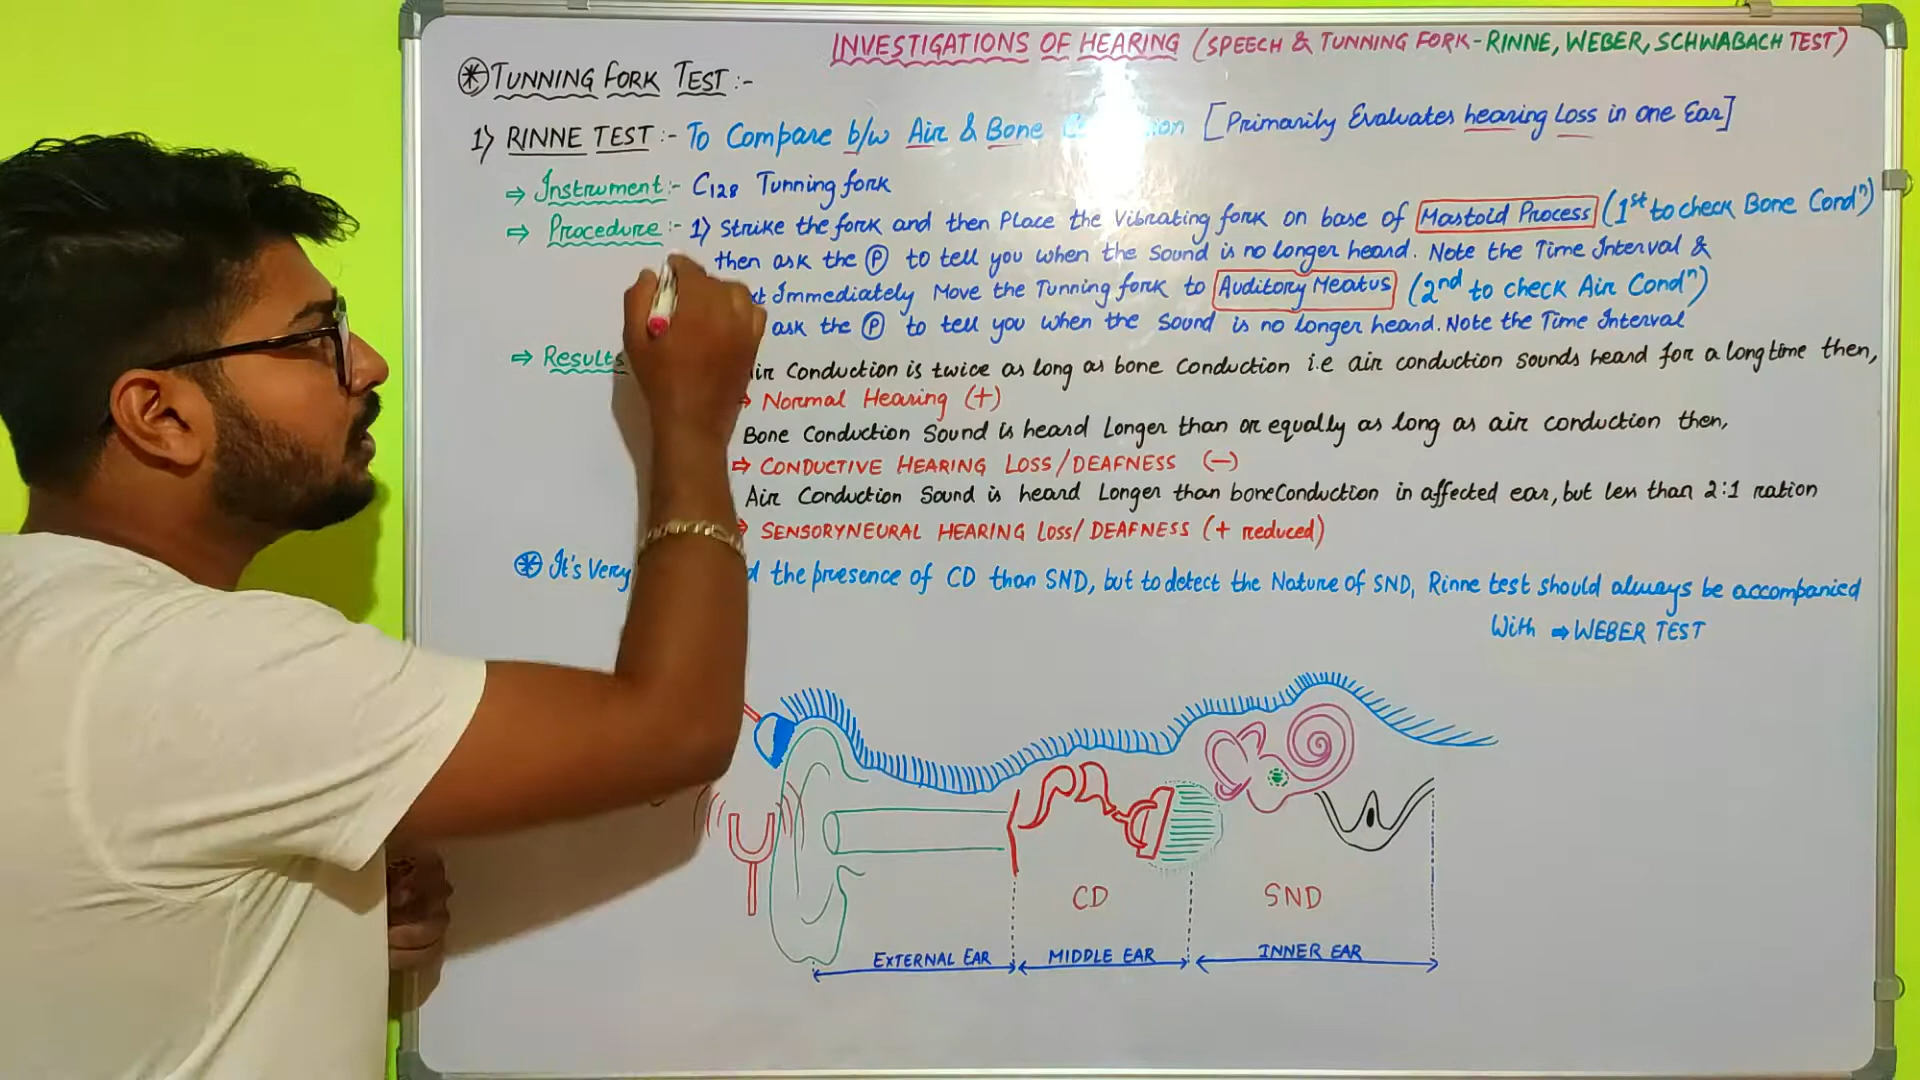 INVESTIGATIONS OF HEARING (SPEECH & TUNNING FORK - RINNE, WEBER, SCHWABACH TEST)
* TUNNING FORK TEST :-
1) RINNE TEST :- To Compare b/w Air & Bone [Primarily Evaluates hearing Loss in one Ear]
⇒ Instrument :- C128 Tunning fork
⇒ Procedure :- 1) Strike the fork and then Place the Vibrating fork on base of Mastoid Process (1st to check Bone Condⁿ)
then ask the Ⓟ to tell you when the Sound is no longer heard. Note the Time Interval &
Immediately Move the Tunning fork to Auditory Meatus (2nd to check Air Condⁿ)
ask the Ⓟ to tell you when the Sound is no longer heard. Note the Time Interval
⇒ Results Conduction is twice as long as bone Conduction i.e air conduction sounds heard for a long time then,
⇒ Normal Hearing (+)
Bone Conduction Sound is heard Longer than or equally as long as air conduction then,
⇒ CONDUCTIVE HEARING LOSS/DEAFNESS (-)
Air Conduction Sound is heard Longer than bone Conduction in affected ear, but less than 2:1 ration
⇒ SENSORYNEURAL HEARING LOSS/DEAFNESS (+ reduced)
* It's Very the presence of CD than SND, but to detect the Nature of SND, Rinne test should always be accompanied
With ⇒ WEBER TEST
CD SND
EXTERNAL EAR MIDDLE EAR INNER EAR